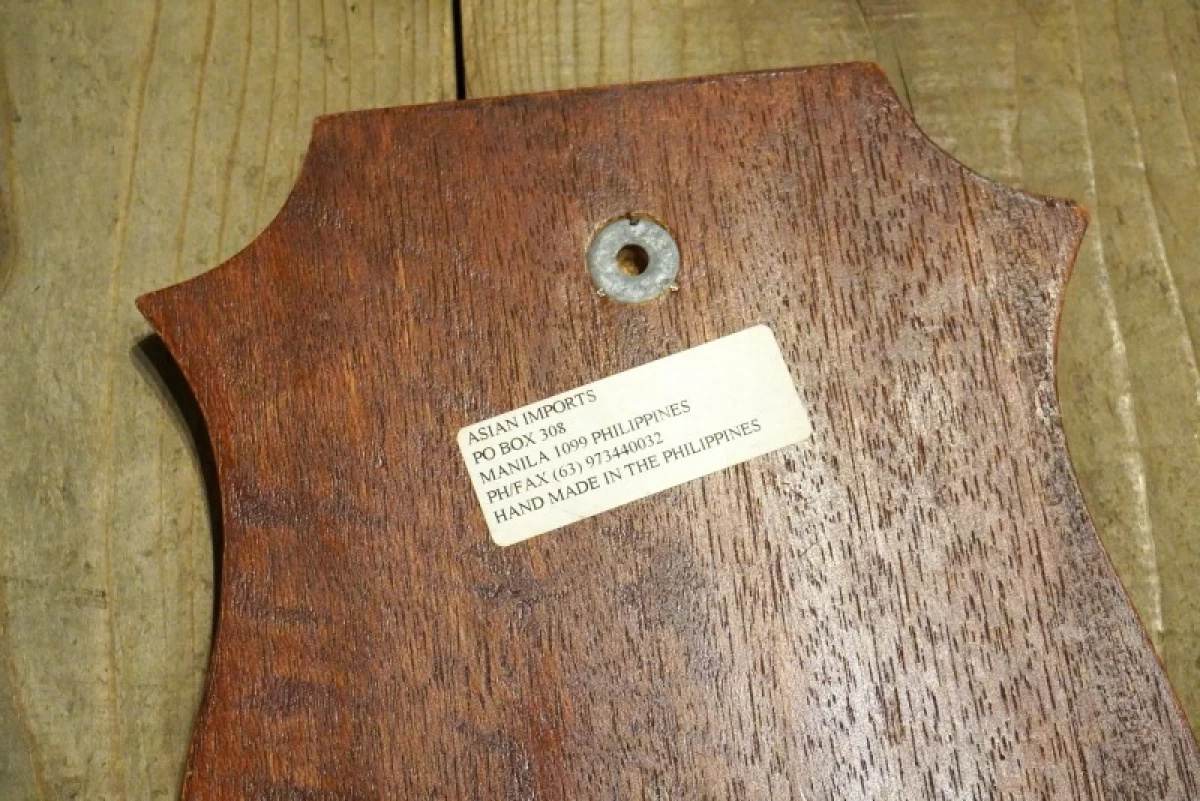 ASIAN IMPORTS
PO BOX 308
MANILA 1099 PHILIPPINES
PH/FAX (63) 973440032
HAND MADE IN THE PHILIPPINES